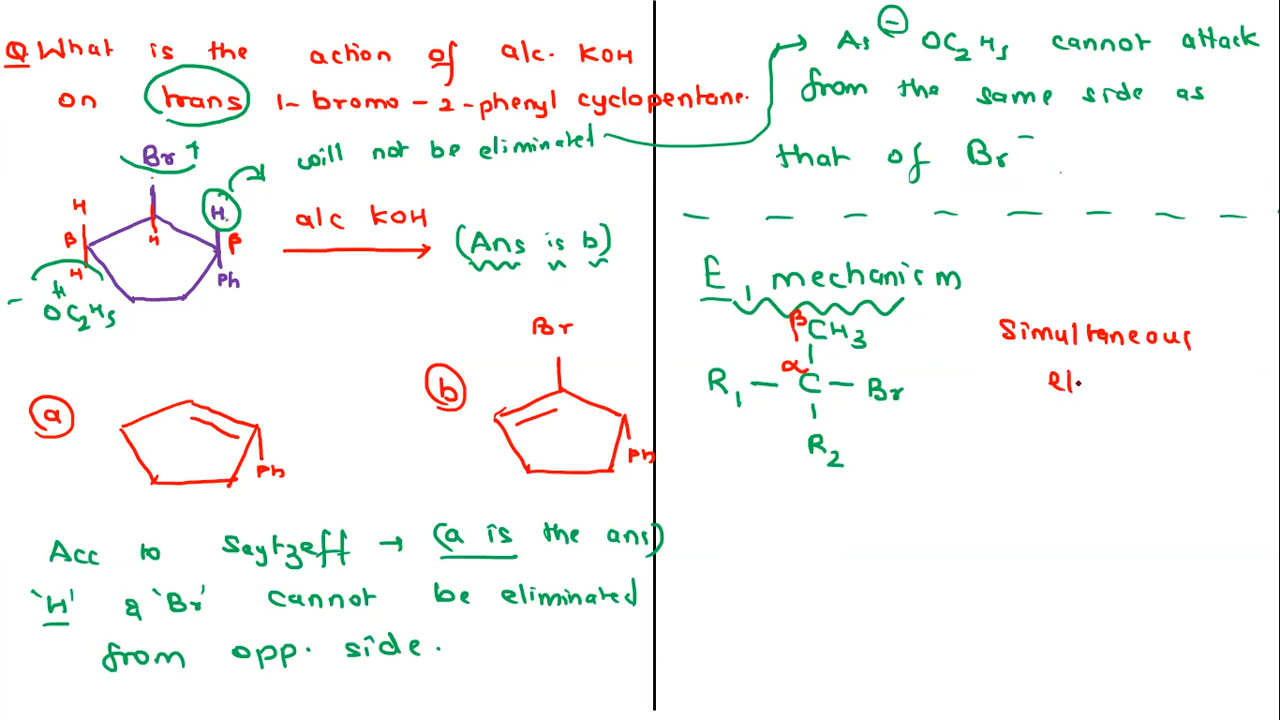 Q What is the action of alc. KOH
on trans 1-bromo-2-phenyl cyclopentane.
Br
will not be eliminated
H
H
β
H
H
β
Ph
H
- OC2H5
alc KOH
(Ans is b)
a
Ph
b
Br
Ph
Acc to Saytzeff → (a is the ans)
'H' & 'Br' cannot be eliminated
from opp. side.
→ As ⊖OC2H5 cannot attack
from the same side as
that of Br-
E1 mechanism
β CH3
α
R1 — C — Br
R2
Simultaneous
el